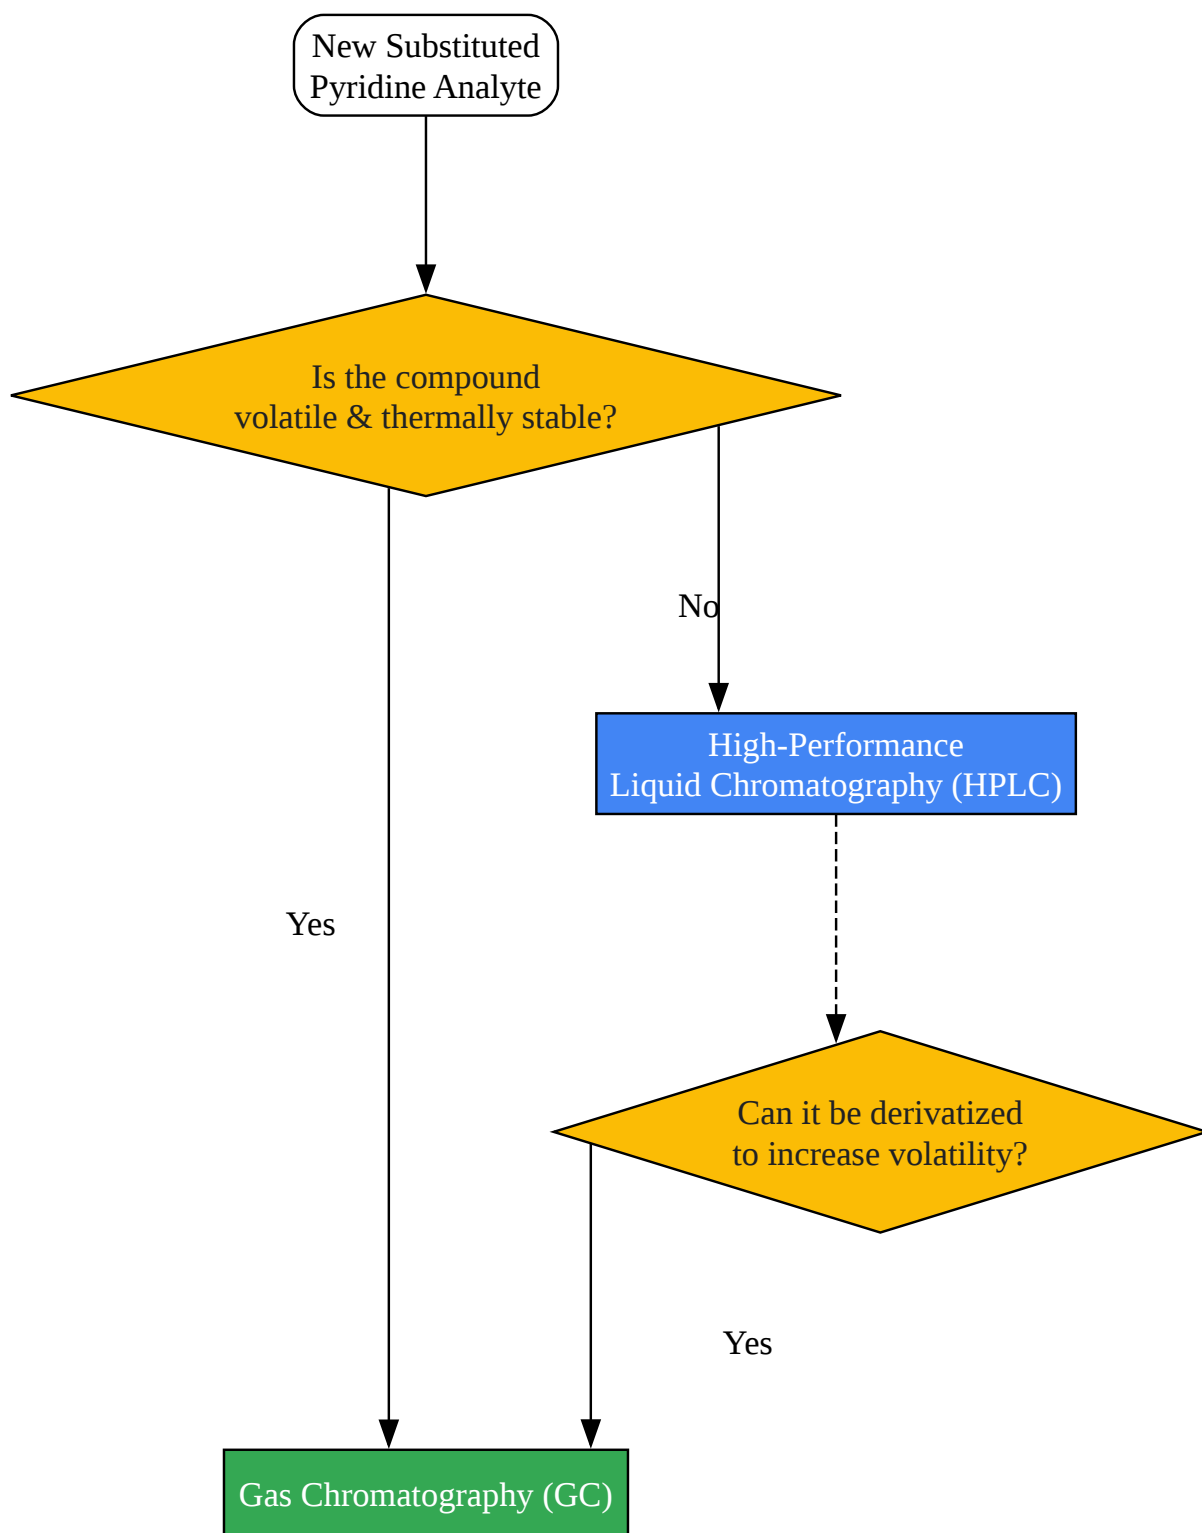 New Substituted
Pyridine Analyte
Is the compound
volatile & thermally stable?
No
High-Performance
Liquid Chromatography (HPLC)
Yes
Can it be derivatized
to increase volatility?
Yes
Gas Chromatography (GC)